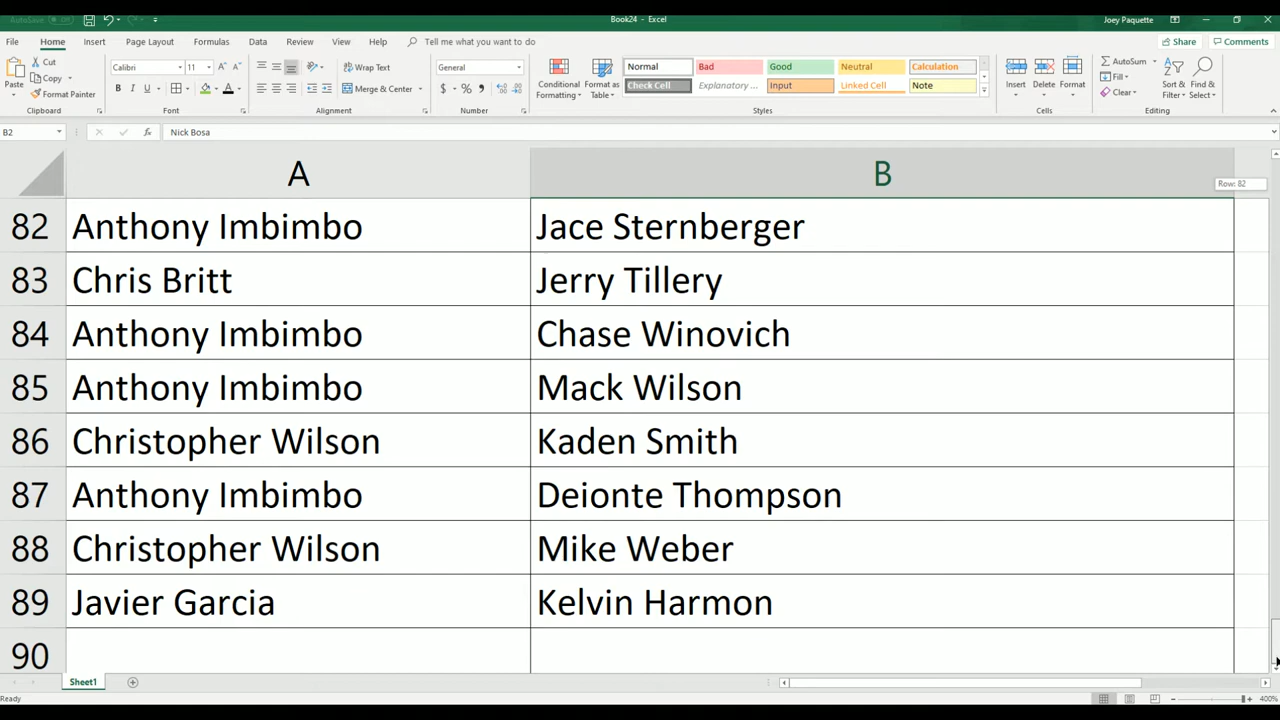 AutoSave Off
Book24 - Excel
Joey Paquette
File Home Insert Page Layout Formulas Data Review View Help Tell me what you want to do
Share Comments
Paste
Cut
Copy
Format Painter
Clipboard
Calibri 11
B I U
Font
Wrap Text
Merge & Center
Alignment
General
$ % ,
Number
Conditional Formatting
Format as Table
Normal Bad Good Neutral Calculation
Check Cell Explanatory ... Input Linked Cell Note
Styles
Insert Delete Format
Cells
AutoSum
Fill
Clear
Sort & Filter
Find & Select
Editing
B2 fx Nick Bosa
A B
Row: 82
82 Anthony Imbimbo Jace Sternberger
83 Chris Britt Jerry Tillery
84 Anthony Imbimbo Chase Winovich
85 Anthony Imbimbo Mack Wilson
86 Christopher Wilson Kaden Smith
87 Anthony Imbimbo Deionte Thompson
88 Christopher Wilson Mike Weber
89 Javier Garcia Kelvin Harmon
90
Sheet1
Ready
400%